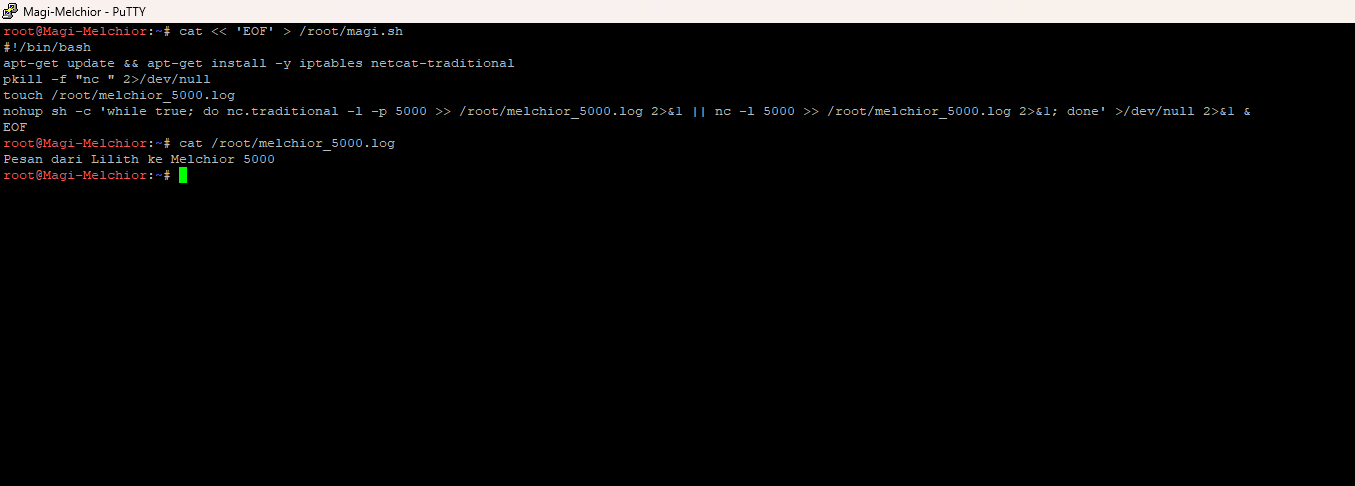 Magi-Melchior - PuTTY
root@Magi-Melchior:~# cat << 'EOF' > /root/magi.sh
#!/bin/bash
apt-get update && apt-get install -y iptables netcat-traditional
pkill -f "nc " 2>/dev/null
touch /root/melchior_5000.log
nohup sh -c 'while true; do nc.traditional -l -p 5000 >> /root/melchior_5000.log 2>&1 || nc -l 5000 >> /root/melchior_5000.log 2>&1; done' >/dev/null 2>&1 &
EOF
root@Magi-Melchior:~# cat /root/melchior_5000.log
Pesan dari Lilith ke Melchior 5000
root@Magi-Melchior:~#